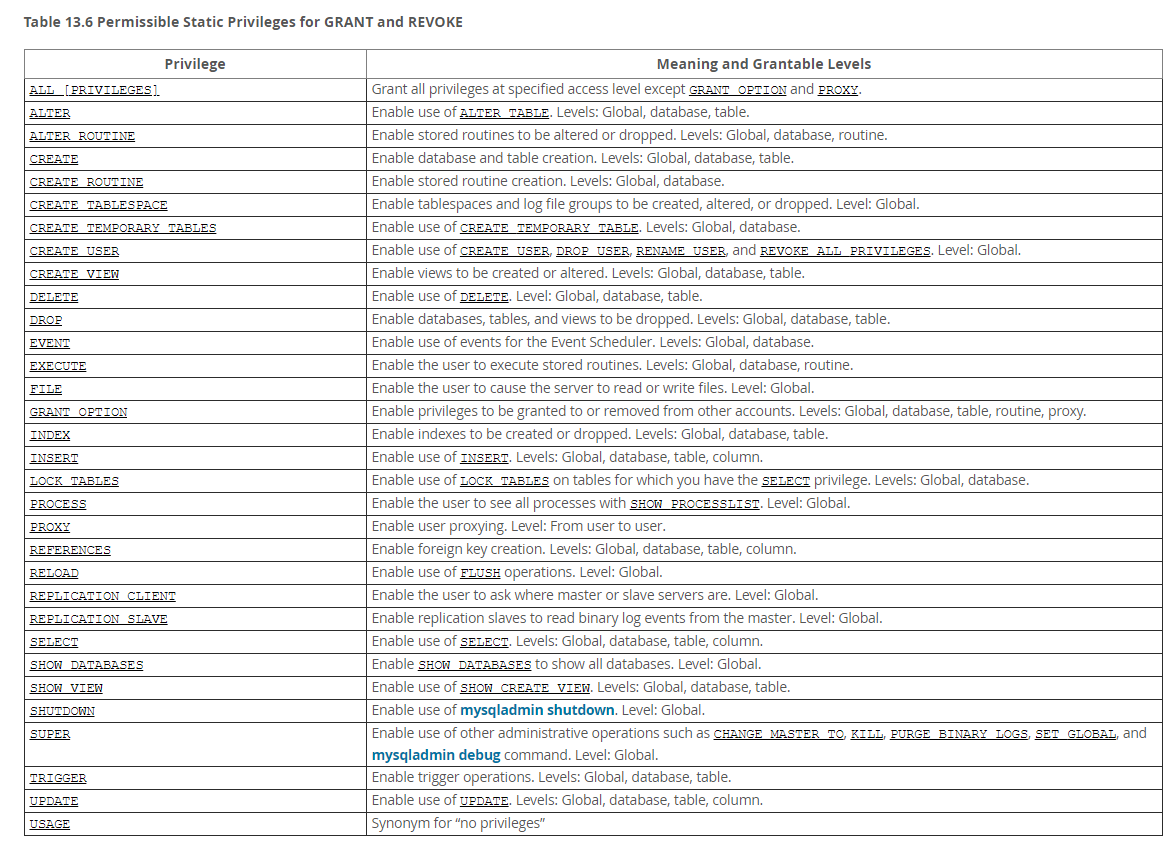 Table 13.6 Permissible Static Privileges for GRANT and REVOKE
Privilege Meaning and Grantable Levels
ALL [PRIVILEGES] Grant all privileges at specified access level except GRANT OPTION and PROXY.
ALTER Enable use of ALTER TABLE. Levels: Global, database, table.
ALTER ROUTINE Enable stored routines to be altered or dropped. Levels: Global, database, routine.
CREATE Enable database and table creation. Levels: Global, database, table.
CREATE ROUTINE Enable stored routine creation. Levels: Global, database.
CREATE TABLESPACE Enable tablespaces and log file groups to be created, altered, or dropped. Level: Global.
CREATE TEMPORARY TABLES Enable use of CREATE TEMPORARY TABLE. Levels: Global, database.
CREATE USER Enable use of CREATE USER, DROP USER, RENAME USER, and REVOKE ALL PRIVILEGES. Level: Global.
CREATE VIEW Enable views to be created or altered. Levels: Global, database, table.
DELETE Enable use of DELETE. Level: Global, database, table.
DROP Enable databases, tables, and views to be dropped. Levels: Global, database, table.
EVENT Enable use of events for the Event Scheduler. Levels: Global, database.
EXECUTE Enable the user to execute stored routines. Levels: Global, database, routine.
FILE Enable the user to cause the server to read or write files. Level: Global.
GRANT OPTION Enable privileges to be granted to or removed from other accounts. Levels: Global, database, table, routine, proxy.
INDEX Enable indexes to be created or dropped. Levels: Global, database, table.
INSERT Enable use of INSERT. Levels: Global, database, table, column.
LOCK TABLES Enable use of LOCK TABLES on tables for which you have the SELECT privilege. Levels: Global, database.
PROCESS Enable the user to see all processes with SHOW PROCESSLIST. Level: Global.
PROXY Enable user proxying. Level: From user to user.
REFERENCES Enable foreign key creation. Levels: Global, database, table, column.
RELOAD Enable use of FLUSH operations. Level: Global.
REPLICATION CLIENT Enable the user to ask where master or slave servers are. Level: Global.
REPLICATION SLAVE Enable replication slaves to read binary log events from the master. Level: Global.
SELECT Enable use of SELECT. Levels: Global, database, table, column.
SHOW DATABASES Enable SHOW DATABASES to show all databases. Level: Global.
SHOW VIEW Enable use of SHOW CREATE VIEW. Levels: Global, database, table.
SHUTDOWN Enable use of mysqladmin shutdown. Level: Global.
SUPER Enable use of other administrative operations such as CHANGE MASTER TO, KILL, PURGE BINARY LOGS, SET GLOBAL, and
mysqladmin debug command. Level: Global.
TRIGGER Enable trigger operations. Levels: Global, database, table.
UPDATE Enable use of UPDATE. Levels: Global, database, table, column.
USAGE Synonym for “no privileges”